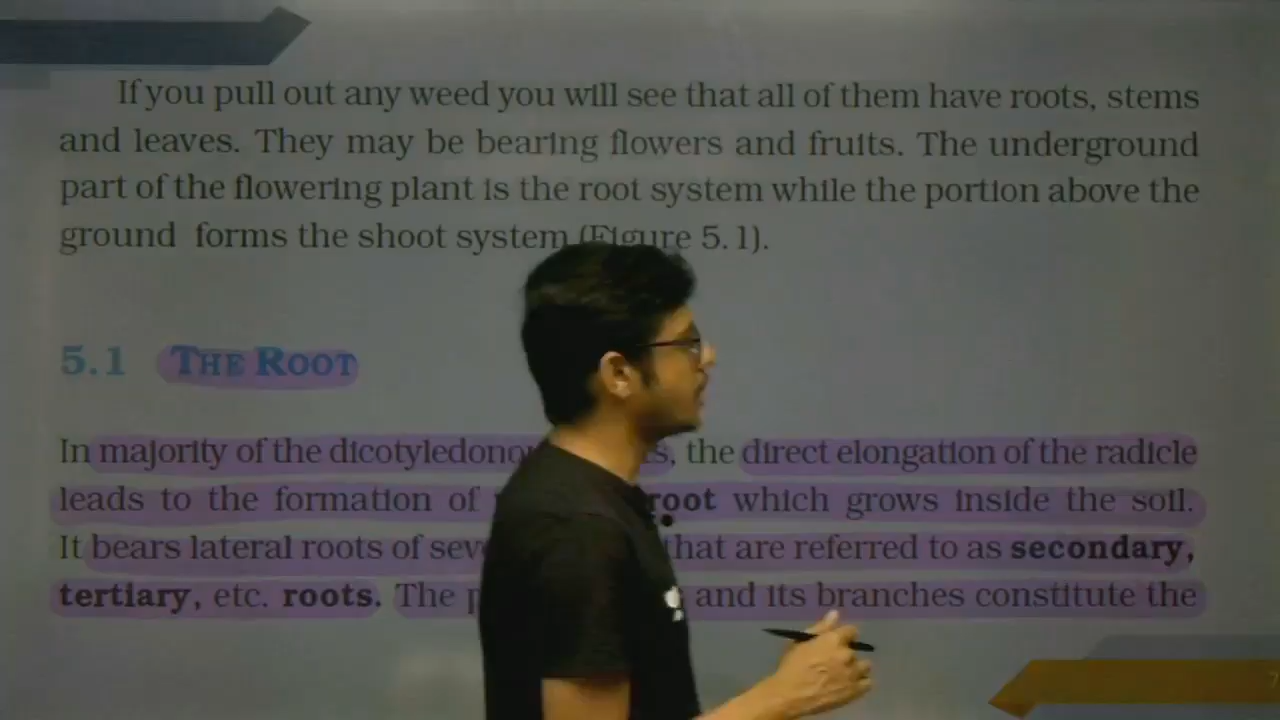 If you pull out any weed you will see that all of them have roots, stems
and leaves. They may be bearing flowers and fruits. The underground
part of the flowering plant is the root system while the portion above the
ground forms the shoot system (Figure 5.1).
5.1 THE ROOT
In majority of the dicotyledono s, the direct elongation of the radicle
leads to the formation of root which grows inside the soil.
It bears lateral roots of sev that are referred to as secondary,
tertiary, etc. roots. The p and its branches constitute the